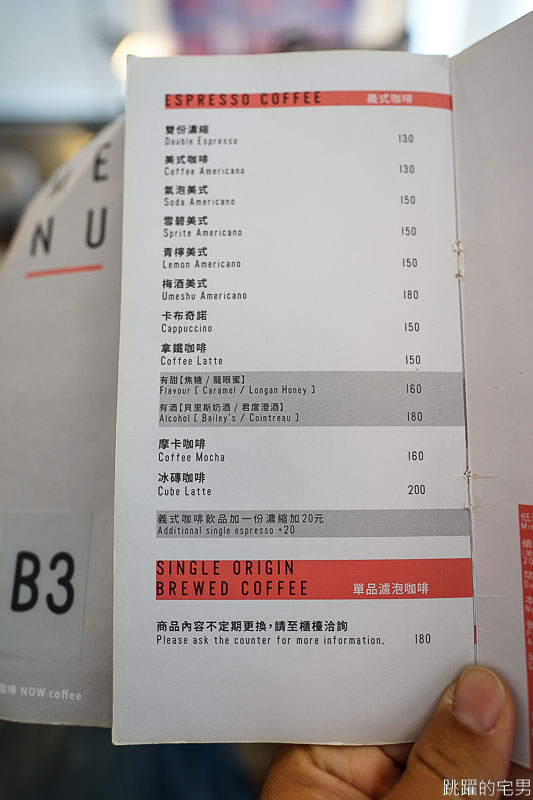 ESPRESSO COFFEE 義式咖啡
雙份濃縮
Double Espresso 130
美式咖啡
Coffee Americano 130
氣泡美式
Soda Americano 150
雪碧美式
Sprite Americano 150
青檸美式
Lemon Americano 150
梅酒美式
Umeshu Americano 180
卡布奇諾
Cappuccino 150
拿鐵咖啡
Coffee Latte 150
有甜【焦糖 / 龍眼蜜】
Flavour [ Caramel / Longan Honey ] 160
有酒【貝里斯奶酒 / 君度澄酒】
Alcohol [ Bailey's / Cointreau ] 180
摩卡咖啡
Coffee Mocha 160
冰磚咖啡
Cube Latte 200
義式咖啡飲品加一份濃縮加20元
Additional single espresso +20
SINGLE ORIGIN
BREWED COFFEE 單品濾泡咖啡
商品內容不定期更換，請至櫃檯洽詢
Please ask the counter for more information. 180
E
NU
B3
咖啡 NOW coffee
跳躍的宅男